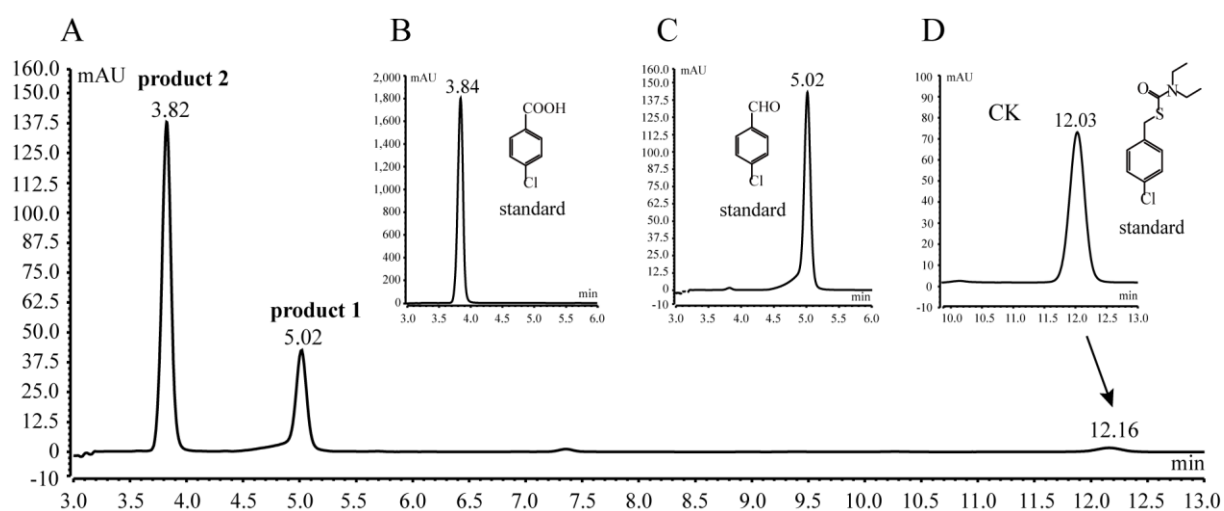 A
B
C
D
mAU
160.0
150.0
137.5
125.0
112.5
100.0
87.5
75.0
62.5
50.0
37.5
25.0
12.5
0
-10
product 2
3.82
product 1
5.02
12.16
min
3.0 3.5 4.0 4.5 5.0 5.5 6.0 6.5 7.0 7.5 8.0 8.5 9.0 9.5 10.0 10.5 11.0 11.5 12.0 12.5 13.0
mAU
2,000
1,800
1,600
1,400
1,200
1,000
800
600
400
200
0
3.84
COOH
Cl
standard
min
3.0 3.5 4.0 4.5 5.0 5.5 6.0
mAU
160.0
150.0
137.5
125.0
112.5
100.0
87.5
75.0
62.5
50.0
37.5
25.0
12.5
0
-10
5.02
CHO
Cl
standard
min
3.0 3.5 4.0 4.5 5.0 5.5 6.0
mAU
100
90
80
70
60
50
40
30
20
10
0
-10
CK
12.03
O
N
S
Cl
standard
min
10.0 10.5 11.0 11.5 12.0 12.5 13.0